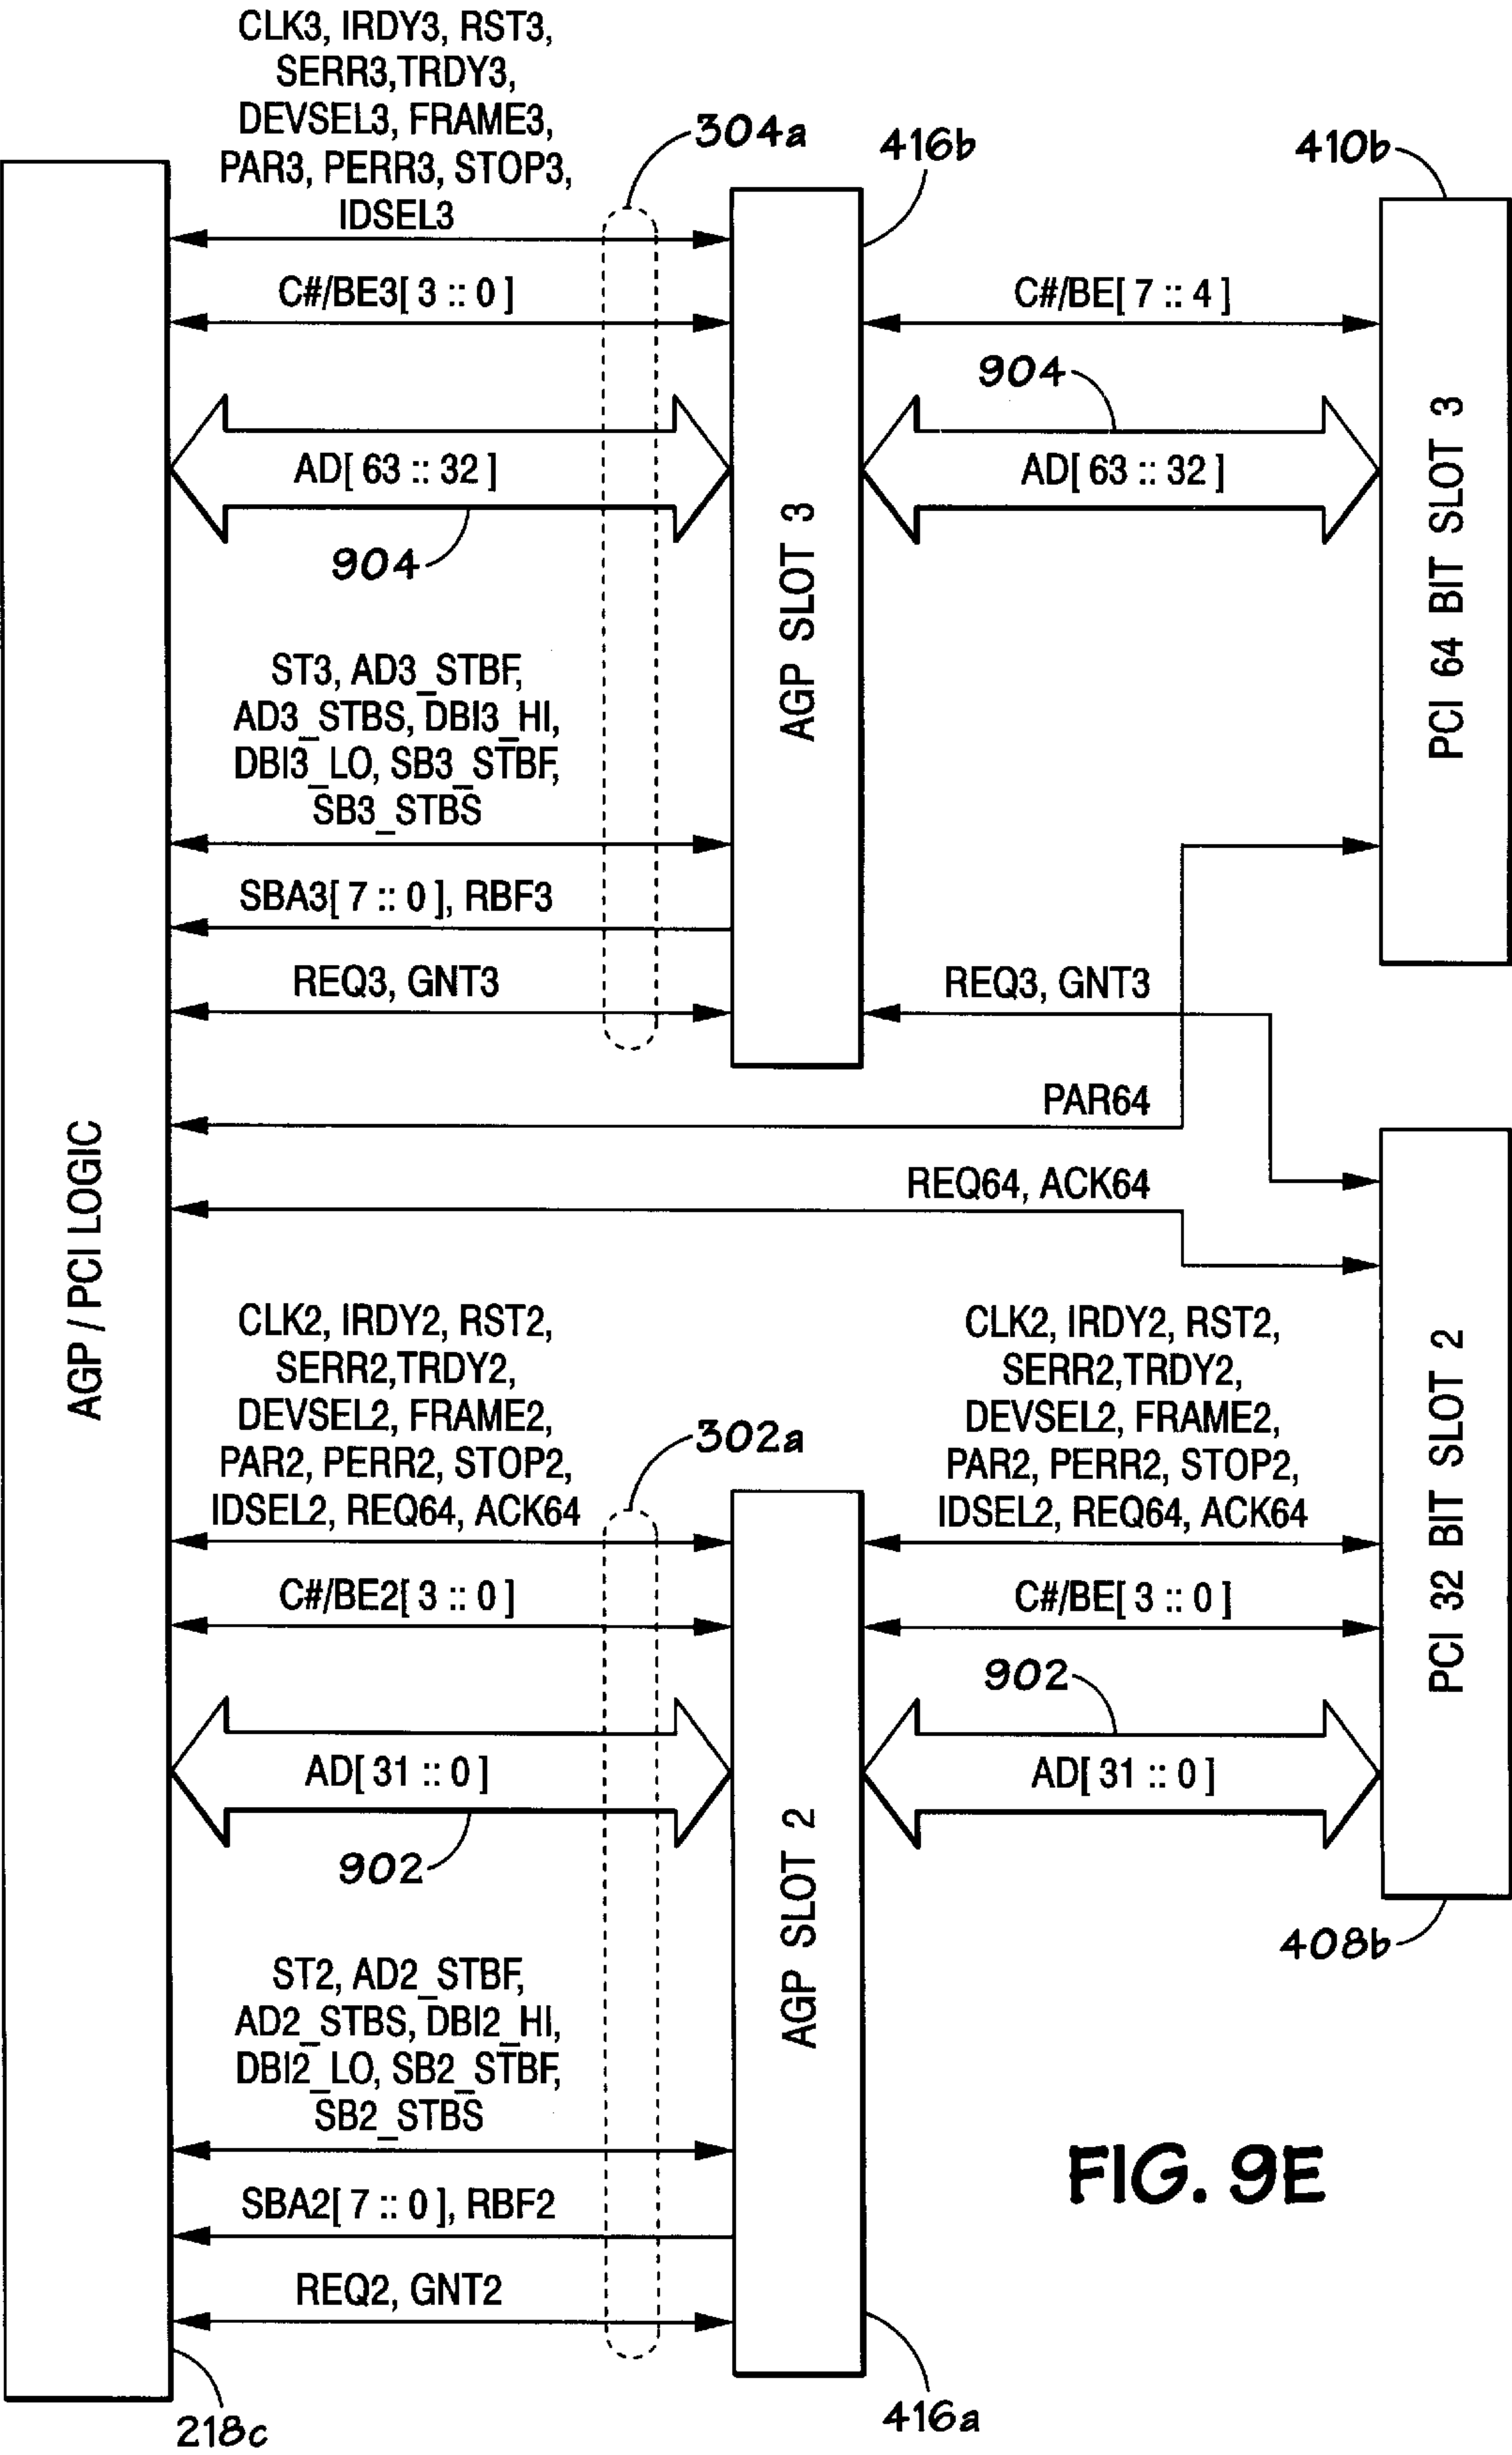 CLK3, IRDY3, RST3,
SERR3,TRDY3,
DEVSEL3, FRAME3,
PAR3, PERR3, STOP3,
IDSEL3
304a
416b
410b
C#/BE3[ 3 :: 0 ]
C#/BE[ 7 :: 4 ]
904
AD[ 63 :: 32 ]
AD[ 63 :: 32 ]
904
AGP SLOT 3
PCI 64 BIT SLOT 3
ST3, AD3_STBF,
AD3_STBS, DBI3_HI,
DBI3_LO, SB3_STBF,
SB3_STBS
SBA3[ 7 :: 0 ], RBF3
REQ3, GNT3
REQ3, GNT3
PAR64
REQ64, ACK64
AGP / PCI LOGIC
CLK2, IRDY2, RST2,
SERR2,TRDY2,
DEVSEL2, FRAME2,
PAR2, PERR2, STOP2,
IDSEL2, REQ64, ACK64
302a
CLK2, IRDY2, RST2,
SERR2,TRDY2,
DEVSEL2, FRAME2,
PAR2, PERR2, STOP2,
IDSEL2, REQ64, ACK64
C#/BE2[ 3 :: 0 ]
C#/BE[ 3 :: 0 ]
902
AD[ 31 :: 0 ]
AD[ 31 :: 0 ]
902
AGP SLOT 2
PCI 32 BIT SLOT 2
408b
ST2, AD2_STBF,
AD2_STBS, DBI2_HI,
DBI2_LO, SB2_STBF,
SB2_STBS
SBA2[ 7 :: 0 ], RBF2
REQ2, GNT2
FIG. 9E
218c
416a